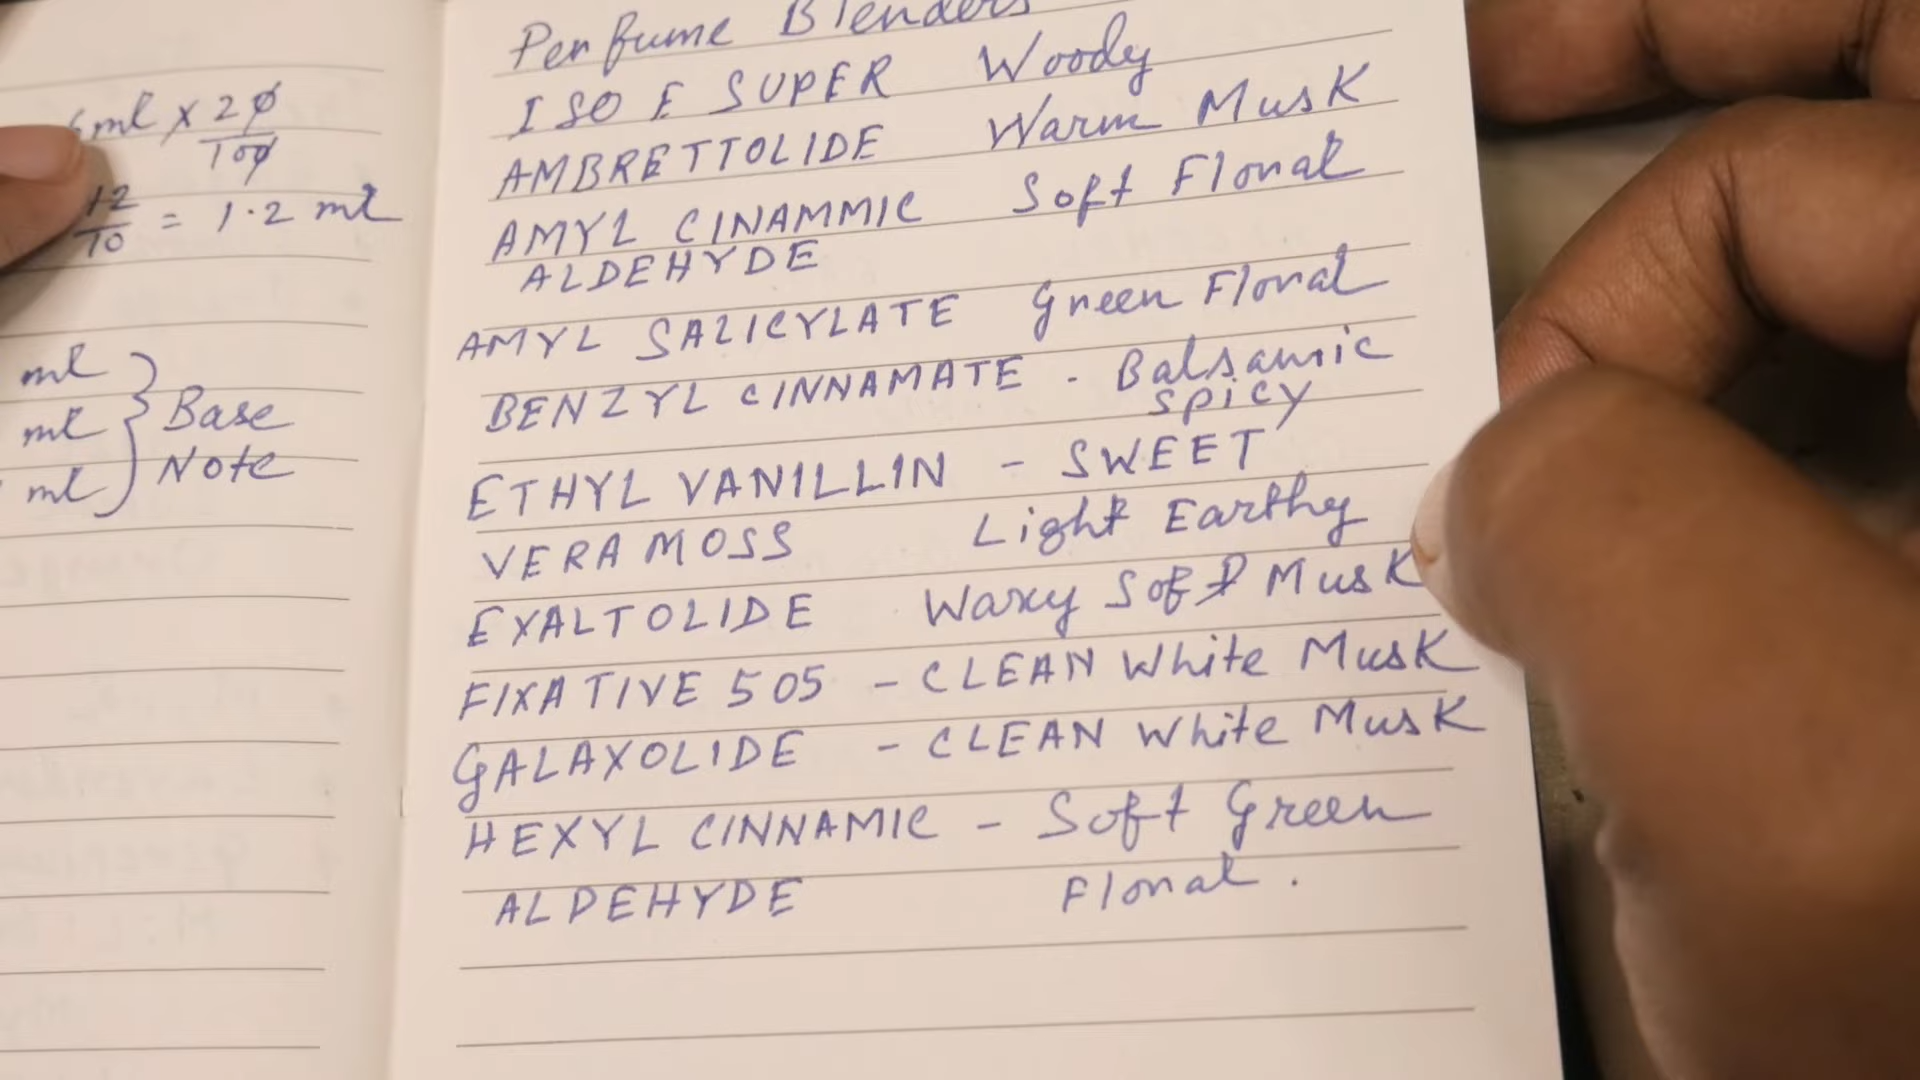 6ml × 20
100
12
10 = 1.2 ml
ml
ml Base
ml Note
Perfume Blenders
ISO E SUPER Woody
AMBRETTOLIDE Warm Musk
AMYL CINAMMIC Soft Floral
ALDEHYDE
AMYL SALICYLATE Green Floral
BENZYL CINNAMATE - Balsamic
SPICY
ETHYL VANILLIN - SWEET
VERA MOSS Light Earthy
EXALTOLIDE Waxy Soft Musk
FIXATIVE 505 - CLEAN White Musk
GALAXOLIDE - CLEAN White Musk
HEXYL CINNAMIC - Soft Green
ALDEHYDE Floral.